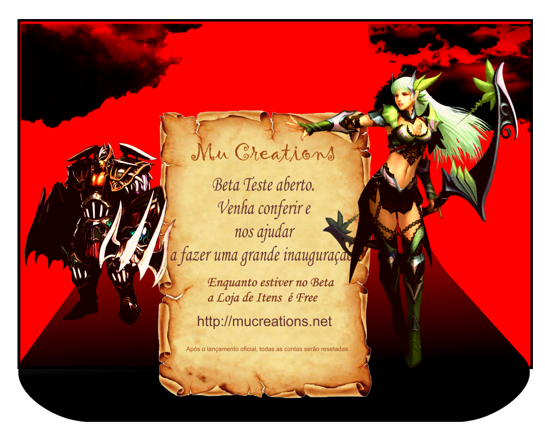 Mu Creations
Beta Teste aberto.
Venha conferir e
nos ajudar
a fazer uma grande inauguração
Enquanto estiver no Beta
a Loja de Itens é Free
http://mucreations.net
Após o lançamento oficial, todas as contas serão resetadas